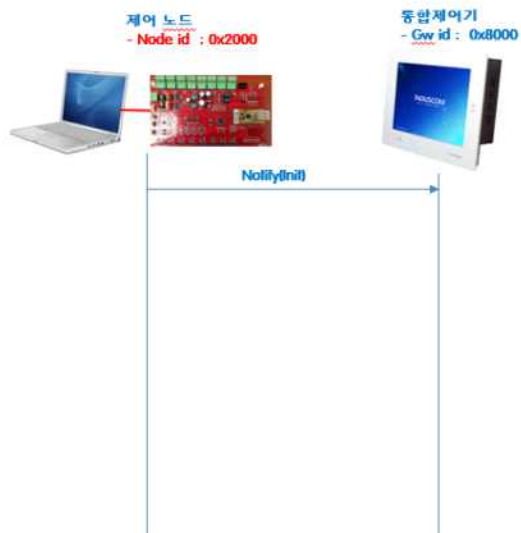 제어 노드
- Node id : 0x2000
통합제어기
- Gw id : 0x8000
Notify(Init)